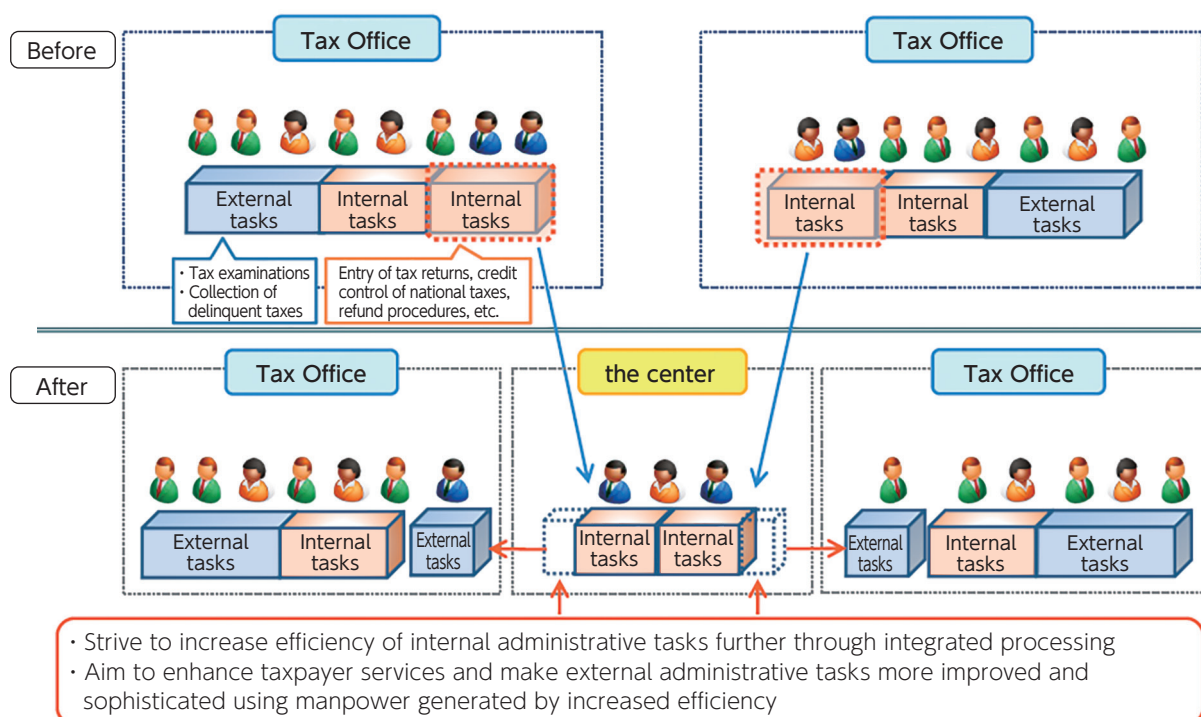 Before
Tax Office
Tax Office
External
tasks
Internal
tasks
Internal
tasks
Internal
tasks
Internal
tasks
External
tasks
・Tax examinations
・Collection of
delinquent taxes
Entry of tax returns, credit
control of national taxes,
refund procedures, etc.
After
Tax Office
the center
Tax Office
External
tasks
Internal
tasks
External
tasks
Internal
tasks
Internal
tasks
External
tasks
Internal
tasks
External
tasks
・Strive to increase efficiency of internal administrative tasks further through integrated processing
・Aim to enhance taxpayer services and make external administrative tasks more improved and
sophisticated using manpower generated by increased efficiency